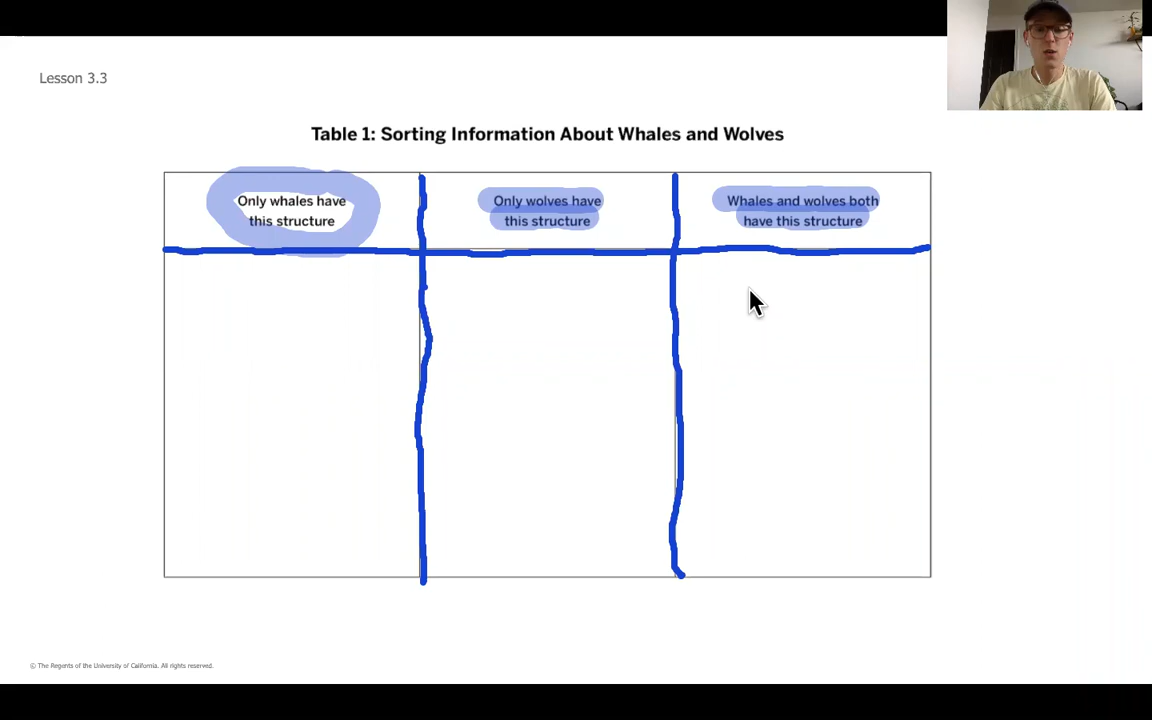 Lesson 3.3
Table 1: Sorting Information About Whales and Wolves
Only whales have
this structure
Only wolves have
this structure
Whales and wolves both
have this structure
© The Regents of the University of California. All rights reserved.